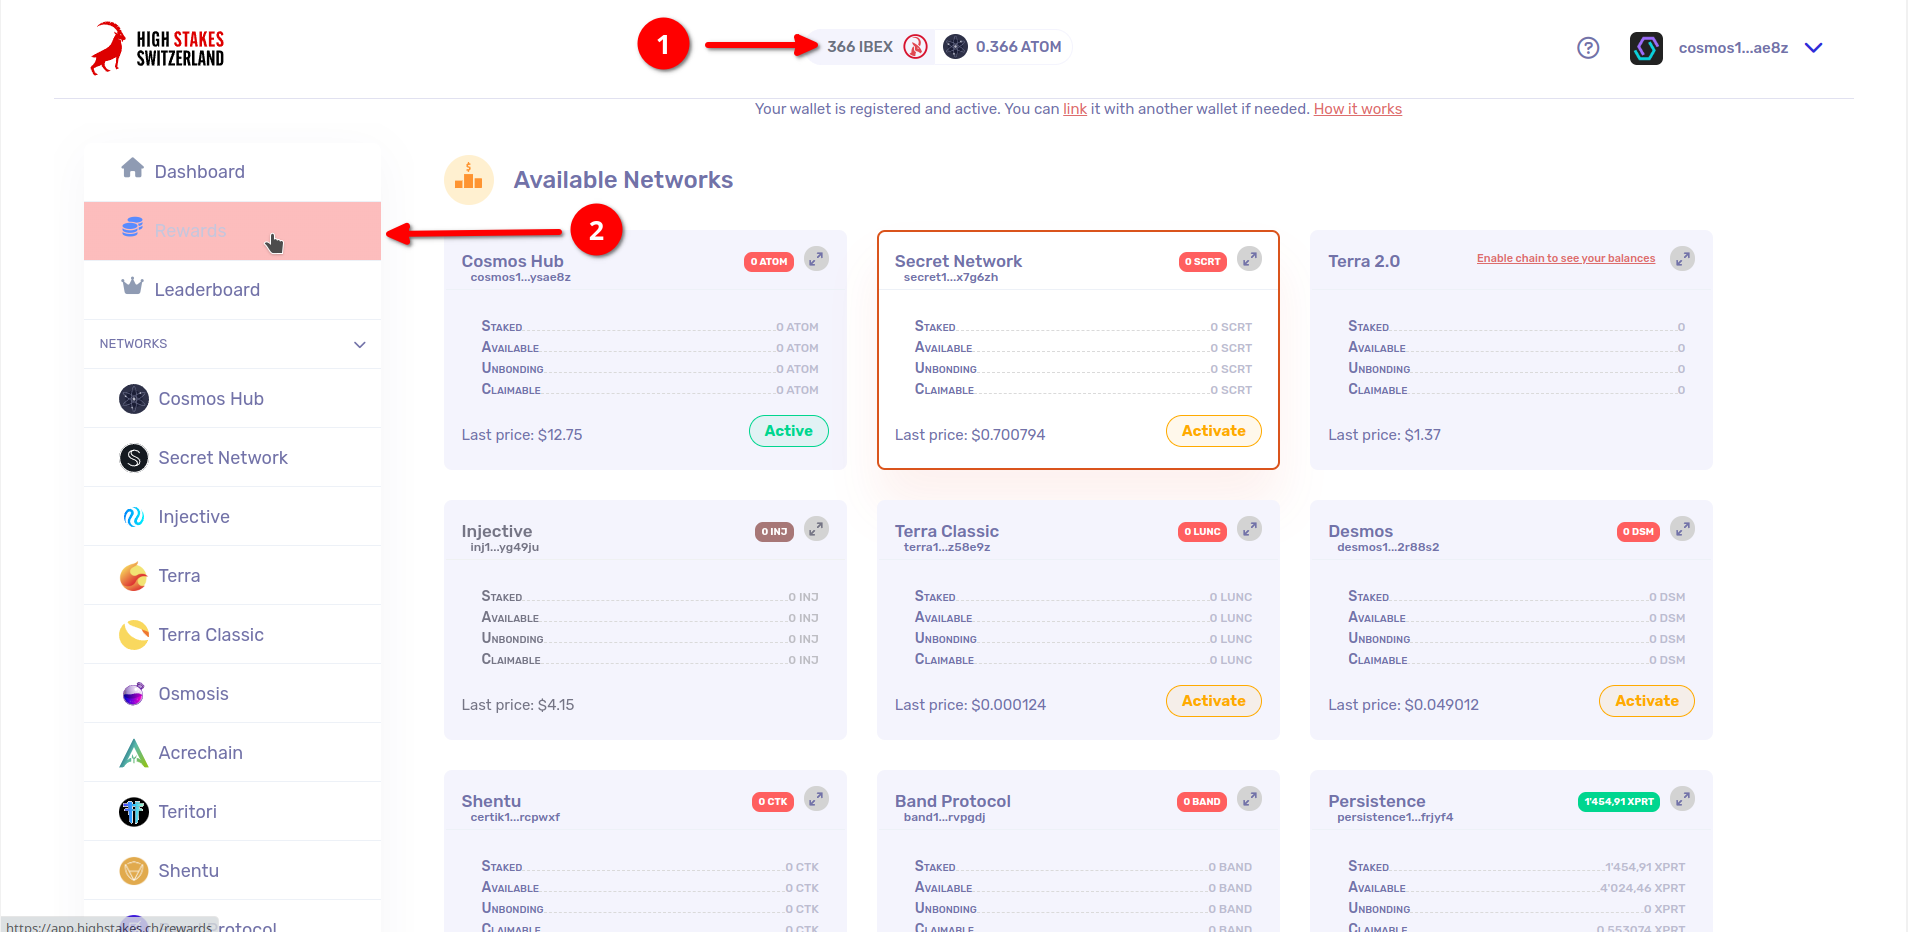 HIGH STAKES
SWITZERLAND
1
366 IBEX
0.366 ATOM
cosmos1...ae8z
Your wallet is registered and active. You can link it with another wallet if needed. How it works
Dashboard
Rewards
Leaderboard
NETWORKS
Cosmos Hub
Secret Network
Injective
Terra
Terra Classic
Osmosis
Acrechain
Teritori
Shentu
rotocol
https://app.highstakes.ch/rewards
2
$
Available Networks
Cosmos Hub
cosmos1...ysae8z
0 ATOM
STAKED 0 ATOM
AVAILABLE 0 ATOM
UNBONDING 0 ATOM
CLAIMABLE 0 ATOM
Last price: $12.75
Active
Secret Network
secret1...x7g6zh
0 SCRT
STAKED 0 SCRT
AVAILABLE 0 SCRT
UNBONDING 0 SCRT
CLAIMABLE 0 SCRT
Last price: $0.700794
Activate
Terra 2.0
Enable chain to see your balances
STAKED 0
AVAILABLE 0
UNBONDING 0
CLAIMABLE 0
Last price: $1.37
Injective
inj1...yg49ju
0 INJ
STAKED 0 INJ
AVAILABLE 0 INJ
UNBONDING 0 INJ
CLAIMABLE 0 INJ
Last price: $4.15
Terra Classic
terra1...z58e9z
0 LUNC
STAKED 0 LUNC
AVAILABLE 0 LUNC
UNBONDING 0 LUNC
CLAIMABLE 0 LUNC
Last price: $0.000124
Activate
Desmos
desmos1...2r88s2
0 DSM
STAKED 0 DSM
AVAILABLE 0 DSM
UNBONDING 0 DSM
CLAIMABLE 0 DSM
Last price: $0.049012
Activate
Shentu
certik1...rcpwxf
0 CTK
STAKED 0 CTK
AVAILABLE 0 CTK
UNBONDING 0 CTK
CLAIMABLE 0 CTK
Band Protocol
band1...rvpgdj
0 BAND
STAKED 0 BAND
AVAILABLE 0 BAND
UNBONDING 0 BAND
CLAIMABLE 0 BAND
Persistence
persistence1...frjyf4
1'454,91 XPRT
STAKED 1'454,91 XPRT
AVAILABLE 4'024,46 XPRT
UNBONDING 0 XPRT
CLAIMABLE 0.553074 XPRT